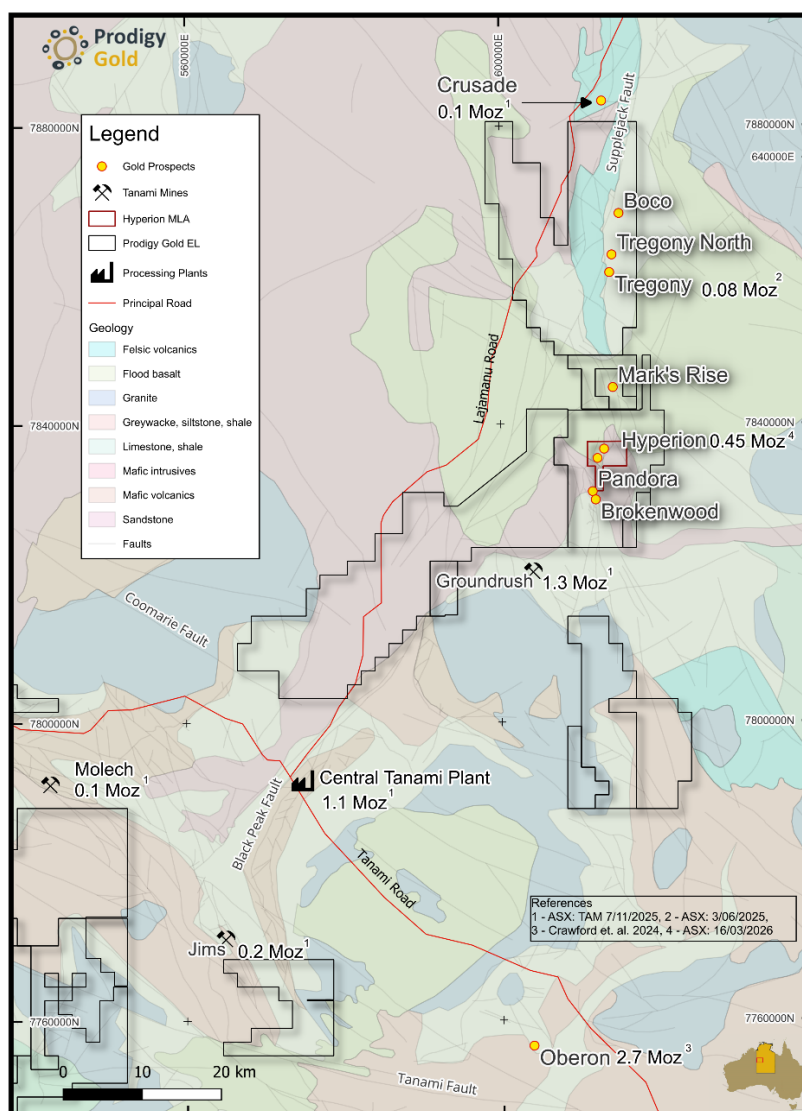 Prodigy
Gold
560000E
600000E
Crusade
0.1 Moz1
Supplejack Fault
7880000N
7880000N
640000E
Legend
Gold Prospects
Tanami Mines
Hyperion MLA
Prodigy Gold EL
Processing Plants
Principal Road
Geology
Felsic volcanics
Flood basalt
Granite
Greywacke, siltstone, shale
Limestone, shale
Mafic intrusives
Mafic volcanics
Sandstone
Faults
Boco
Tregony North
Tregony 0.08 Moz2
Lajamanu Road
Mark's Rise
7840000N
7840000N
Hyperion 0.45 Moz4
Pandora
Brokenwood
Groundrush 1.3 Moz1
Coomarie Fault
7800000N
7800000N
Molech
0.1 Moz1
Central Tanami Plant
1.1 Moz1
Black Peak Fault
Tanami Road
References
1 - ASX: TAM 7/11/2025, 2 - ASX: 3/06/2025,
3 - Crawford et. al. 2024, 4 - ASX: 16/03/2026
Jims 0.2 Moz1
7760000N
7760000N
Oberon 2.7 Moz3
Tanami Fault
0 10 20 km